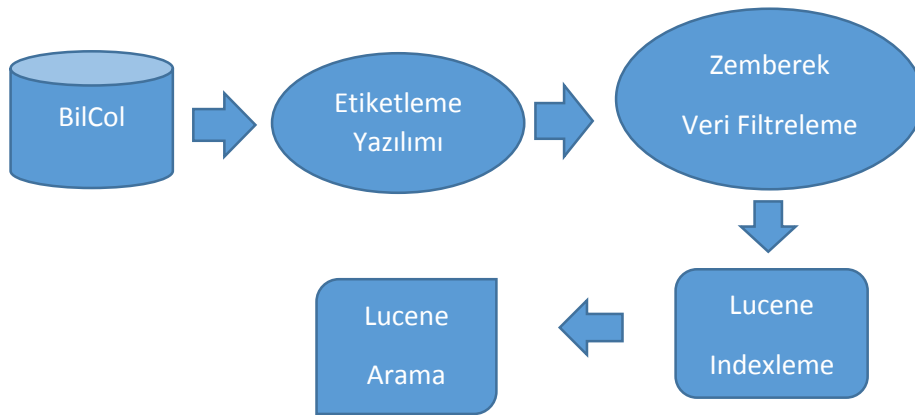 BilCol
Etiketleme
Yazılımı
Zemberek
Veri Filtreleme
Lucene
Indexleme
Lucene
Arama